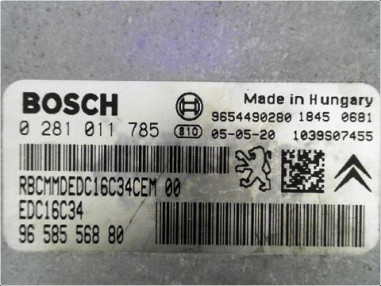 BOSCH
Made in Hungary
9654490280 1845 0681
0 281 011 785 810 05-05-20 1039S07455
RBCMMDEDC16C34CEM 00
EDC16C34
96 585 568 80